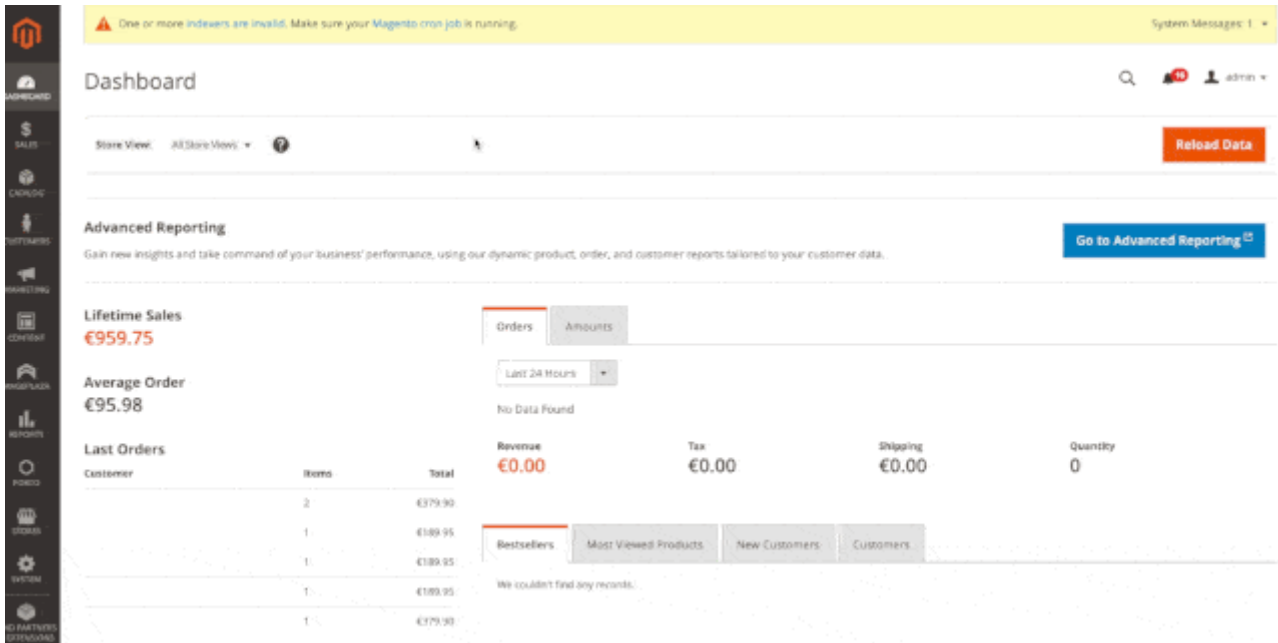 One or more indexers are invalid. Make sure your Magento cron job is running.
System Messages: 1
Dashboard
admin
DASHBOARD
SALES
CATALOG
CUSTOMERS
MARKETING
CONTENT
REPORTS
PORTO
STORES
SYSTEM
EXTENSIONS
Store View: All Store Views
?
Reload Data
Advanced Reporting
Go to Advanced Reporting
Gain new insights and take command of your business' performance, using our dynamic product, order, and customer reports tailored to your customer data.
Lifetime Sales
€959.75
Average Order
€95.98
Last Orders
Customer Items Total
2 €379.90
1 €189.95
1 €189.95
1 €189.95
1 €379.90
Orders Amounts
Last 24 Hours
No Data Found
Revenue Tax Shipping Quantity
€0.00 €0.00 €0.00 0
Bestsellers Most Viewed Products New Customers Customers
We couldn't find any records.